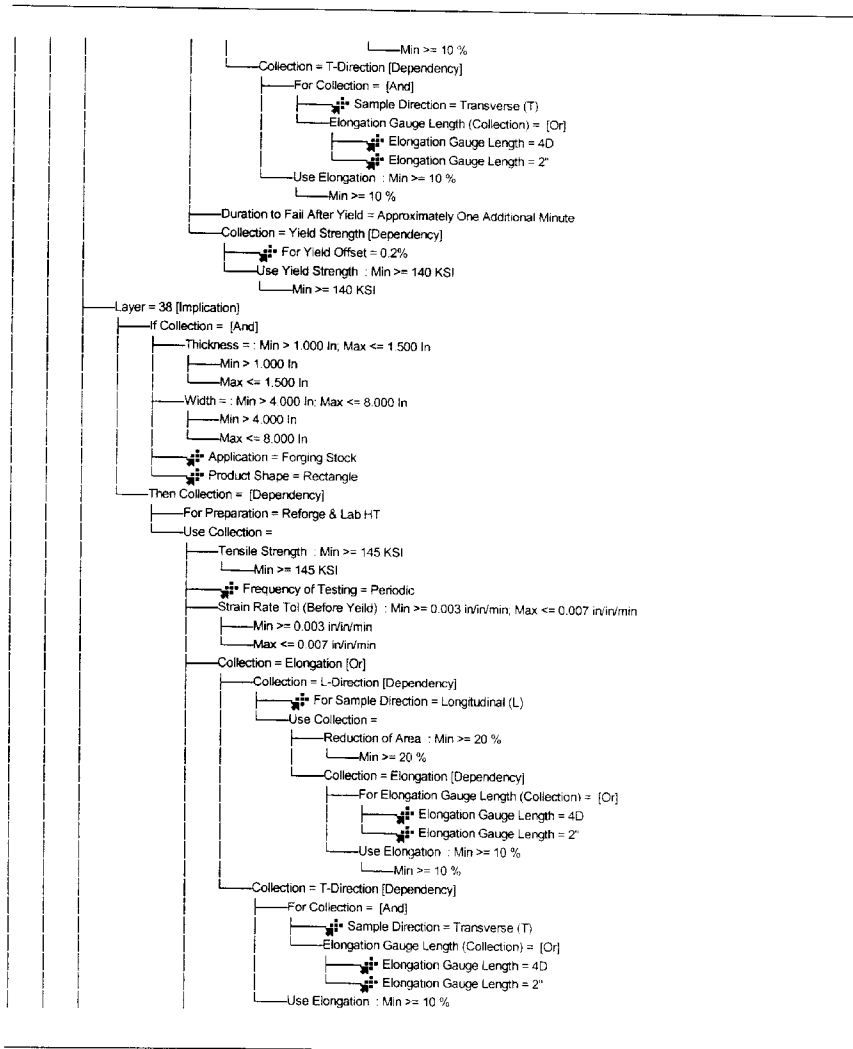 Min >= 10 %
Collection = T-Direction [Dependency]
For Collection = [And]
Sample Direction = Transverse (T)
Elongation Gauge Length (Collection) = [Or]
Elongation Gauge Length = 4D
Elongation Gauge Length = 2"
Use Elongation : Min >= 10 %
Min >= 10 %
Duration to Fail After Yield = Approximately One Additional Minute
Collection = Yield Strength [Dependency]
For Yield Offset = 0.2%
Use Yield Strength : Min >= 140 KSI
Min >= 140 KSI
Layer = 38 [Implication]
If Collection = [And]
Thickness = : Min > 1.000 In; Max <= 1.500 In
Min > 1.000 In
Max <= 1.500 In
Width = : Min > 4.000 In; Max <= 8.000 In
Min > 4.000 In
Max <= 8.000 In
Application = Forging Stock
Product Shape = Rectangle
Then Collection = [Dependency]
For Preparation = Reforge & Lab HT
Use Collection =
Tensile Strength : Min >= 145 KSI
Min >= 145 KSI
Frequency of Testing = Periodic
Strain Rate Tol (Before Yeild) : Min >= 0.003 in/in/min; Max <= 0.007 in/in/min
Min >= 0.003 in/in/min
Max <= 0.007 in/in/min
Collection = Elongation [Or]
Collection = L-Direction [Dependency]
For Sample Direction = Longitudinal (L)
Use Collection =
Reduction of Area : Min >= 20 %
Min >= 20 %
Collection = Elongation [Dependency]
For Elongation Gauge Length (Collection) = [Or]
Elongation Gauge Length = 4D
Elongation Gauge Length = 2"
Use Elongation : Min >= 10 %
Min >= 10 %
Collection = T-Direction [Dependency]
For Collection = [And]
Sample Direction = Transverse (T)
Elongation Gauge Length (Collection) = [Or]
Elongation Gauge Length = 4D
Elongation Gauge Length = 2"
Use Elongation : Min >= 10 %